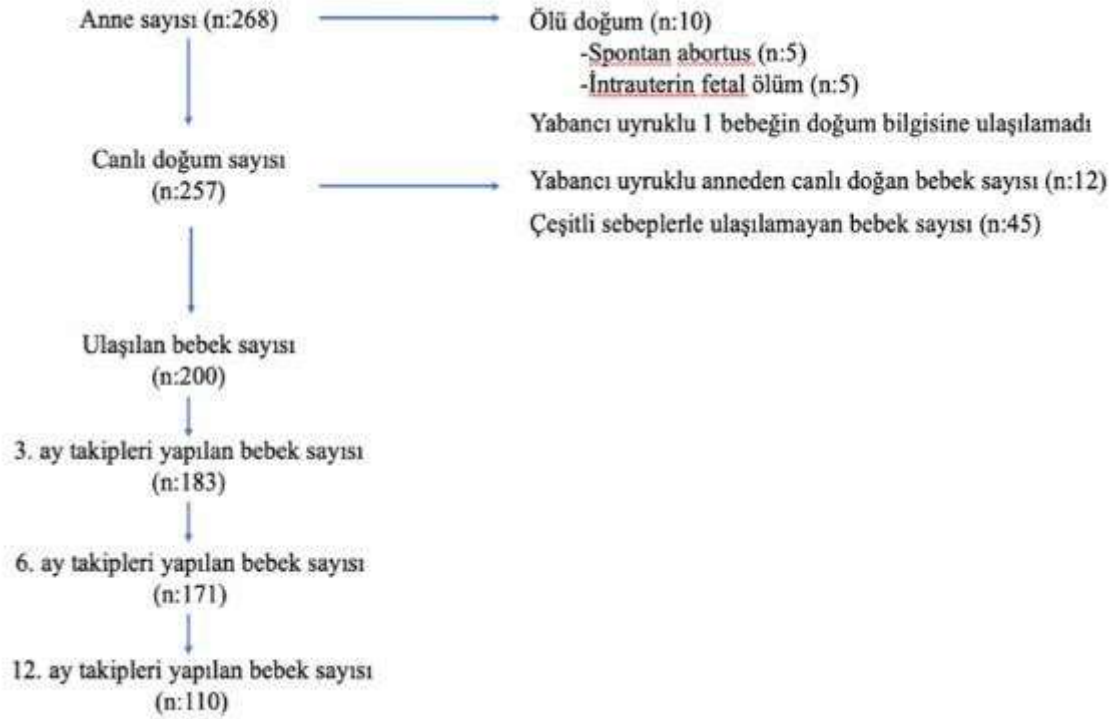 Anne sayısı (n:268)
Ölü doğum (n:10)
-Spontan abortus (n:5)
-İntrauterin fetal ölüm (n:5)
Yabancı uyruklu 1 bebeğin doğum bilgisine ulaşılamadı
Canlı doğum sayısı
(n:257)
Yabancı uyruklu anneden canlı doğan bebek sayısı (n:12)
Çeşitli sebeplerle ulaşılamayan bebek sayısı (n:45)
Ulaşılan bebek sayısı
(n:200)
3. ay takipleri yapılan bebek sayısı
(n:183)
6. ay takipleri yapılan bebek sayısı
(n:171)
12. ay takipleri yapılan bebek sayısı
(n:110)